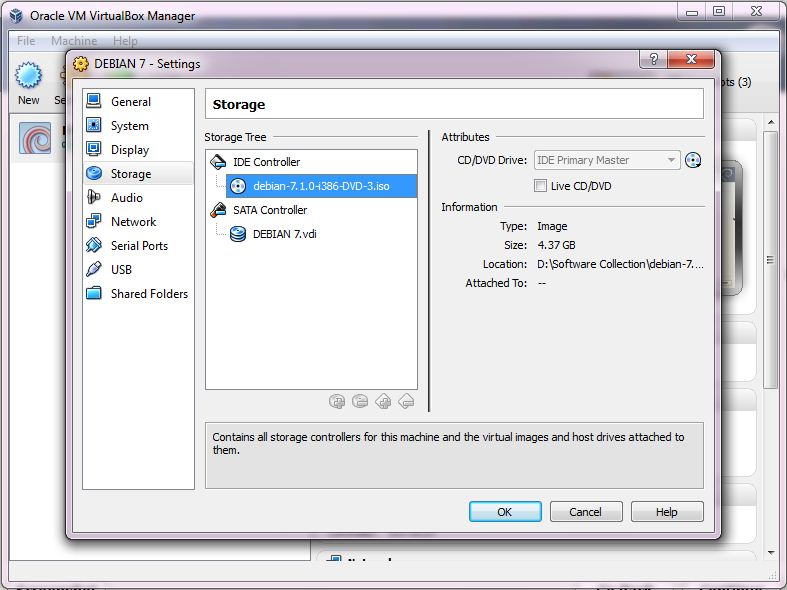 Oracle VM VirtualBox Manager
File Machine Help
New
DEBIAN 7 - Settings
General
System
Display
Storage
Audio
Network
Serial Ports
USB
Shared Folders
Storage
Storage Tree
IDE Controller
debian-7.1.0-i386-DVD-3.iso
SATA Controller
DEBIAN 7.vdi
Attributes
CD/DVD Drive: IDE Primary Master
Live CD/DVD
Information
Type: Image
Size: 4.37 GB
Location: D:\Software Collection\debian-7....
Attached To: --
Contains all storage controllers for this machine and the virtual images and host drives attached to
them.
OK Cancel Help
(3)